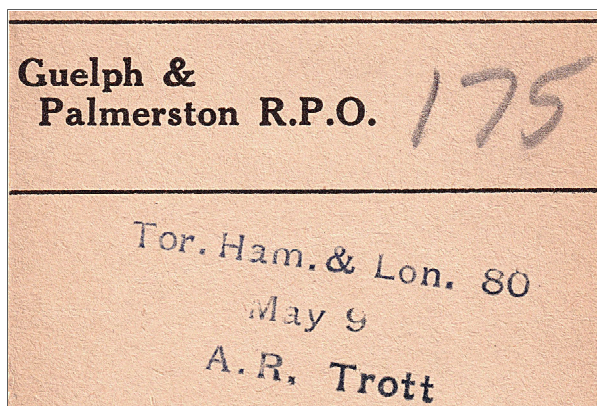 Guelph &
Palmerston R.P.O.
175
Tor. Ham. & Lon. 80
May 9
A. R. Trott